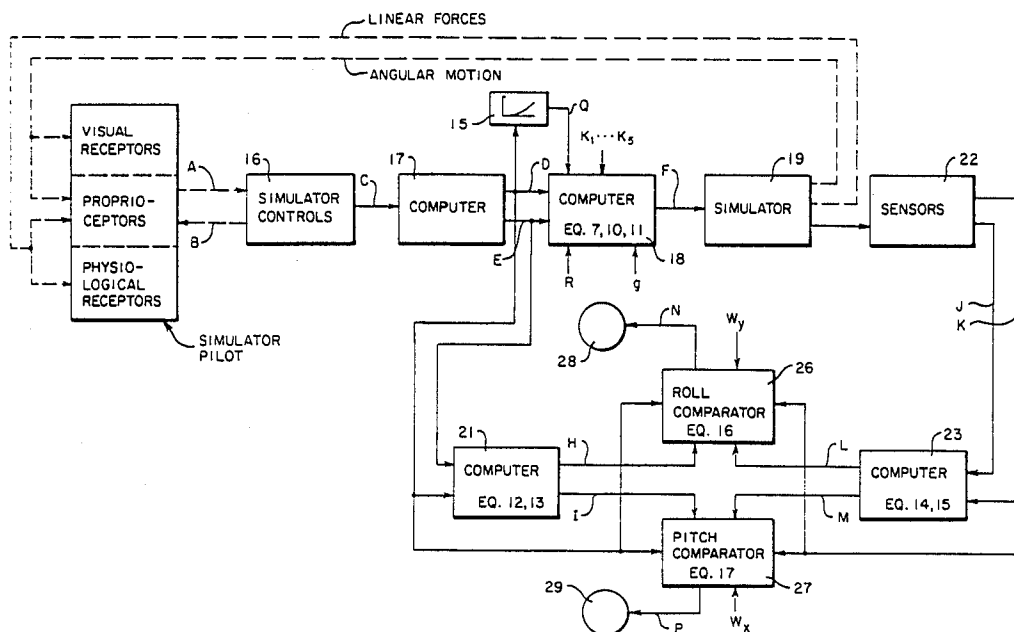 LINEAR FORCES
ANGULAR MOTION
VISUAL
RECEPTORS
PROPRIO-
CEPTORS
PHYSIO-
LOGICAL
RECEPTORS
SIMULATOR
PILOT
A
B
16
SIMULATOR
CONTROLS
C
17
COMPUTER
15
Q
D
E
K₁ ··· K₅
COMPUTER
EQ. 7, 10, 11
18
R
g
F
19
SIMULATOR
22
SENSORS
J
K
28
N
Wy
26
ROLL
COMPARATOR
EQ. 16
21
COMPUTER
EQ. 12, 13
H
I
L
M
23
COMPUTER
EQ. 14, 15
PITCH
COMPARATOR
EQ. 17
27
29
P
Wx